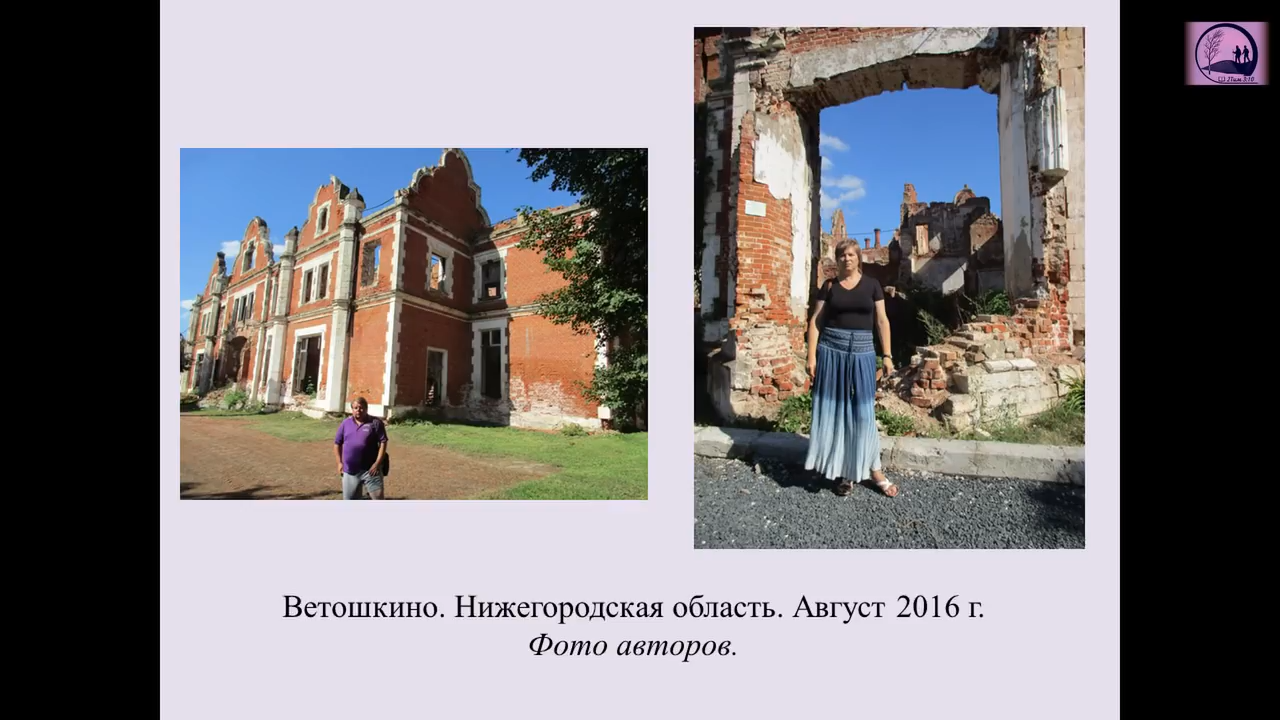 Ветошкино. Нижегородская область. Август 2016 г.
Фото авторов.